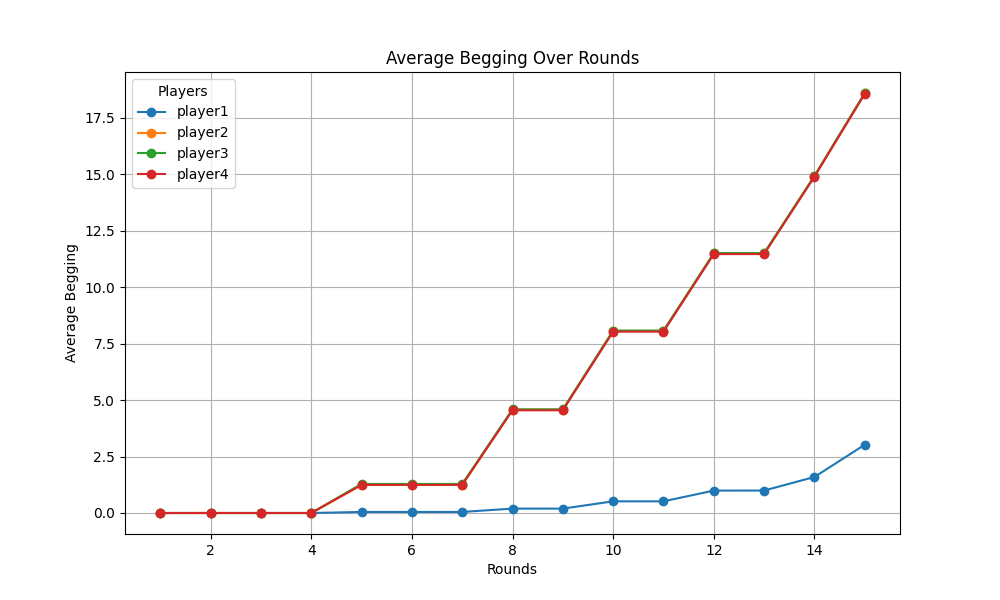 Average Begging Over Rounds
Players
player1
player2
player3
player4
17.5
15.0
12.5
10.0
7.5
5.0
2.5
0.0
Average Begging
2 4 6 8 10 12 14
Rounds